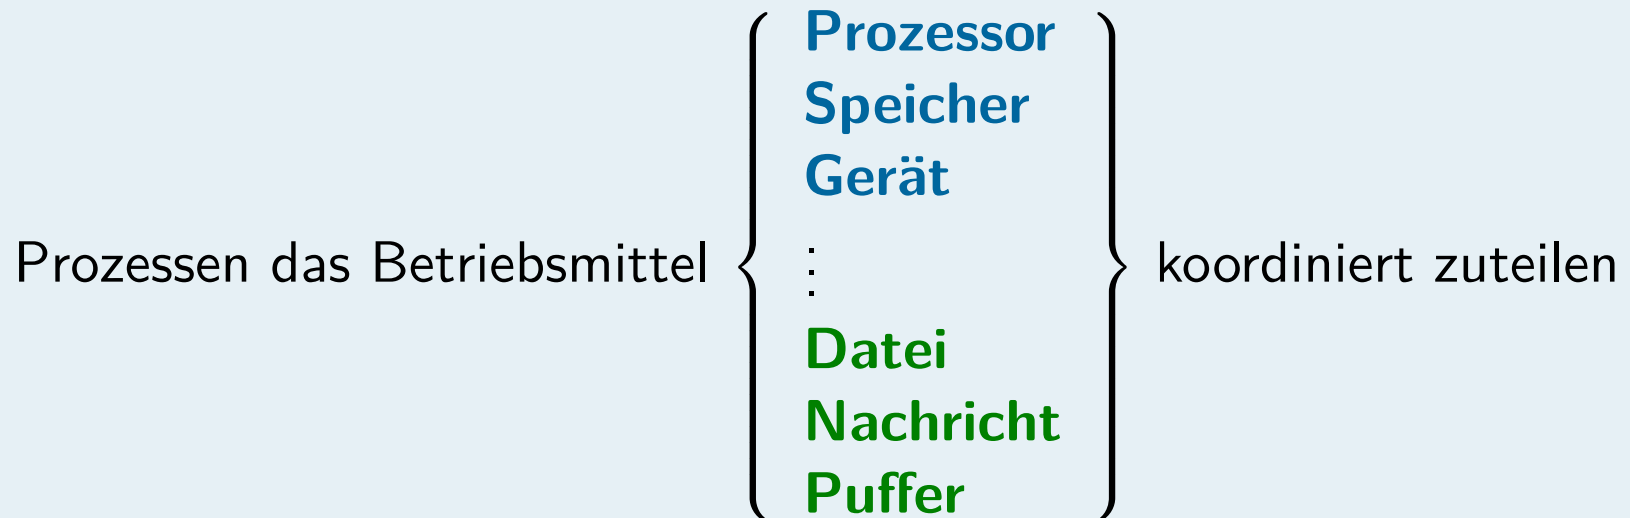 Prozessor
Speicher
Gerät
Prozessen das Betriebsmittel { ⋮ } koordiniert zuteilen
Datei
Nachricht
Puffer